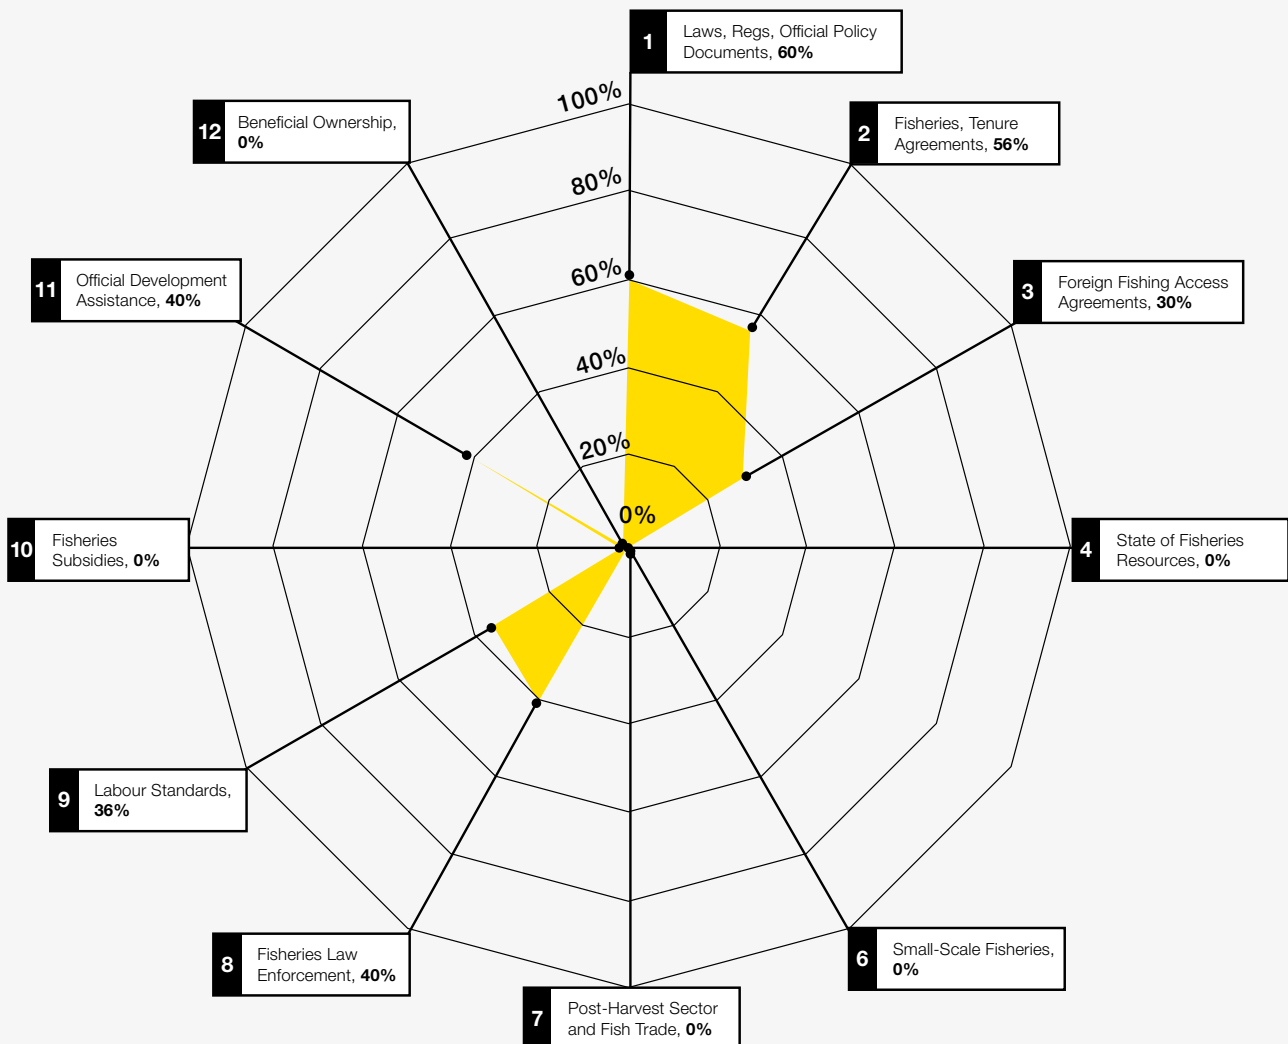 1
Laws, Regs, Official Policy
Documents, 60%
2
Fisheries, Tenure
Agreements, 56%
3
Foreign Fishing Access
Agreements, 30%
4
State of Fisheries
Resources, 0%
6
Small-Scale Fisheries,
0%
7
Post-Harvest Sector
and Fish Trade, 0%
8
Fisheries Law
Enforcement, 40%
9
Labour Standards,
36%
10
Fisheries
Subsidies, 0%
11
Official Development
Assistance, 40%
12
Beneficial Ownership,
0%
100%
80%
60%
40%
20%
0%